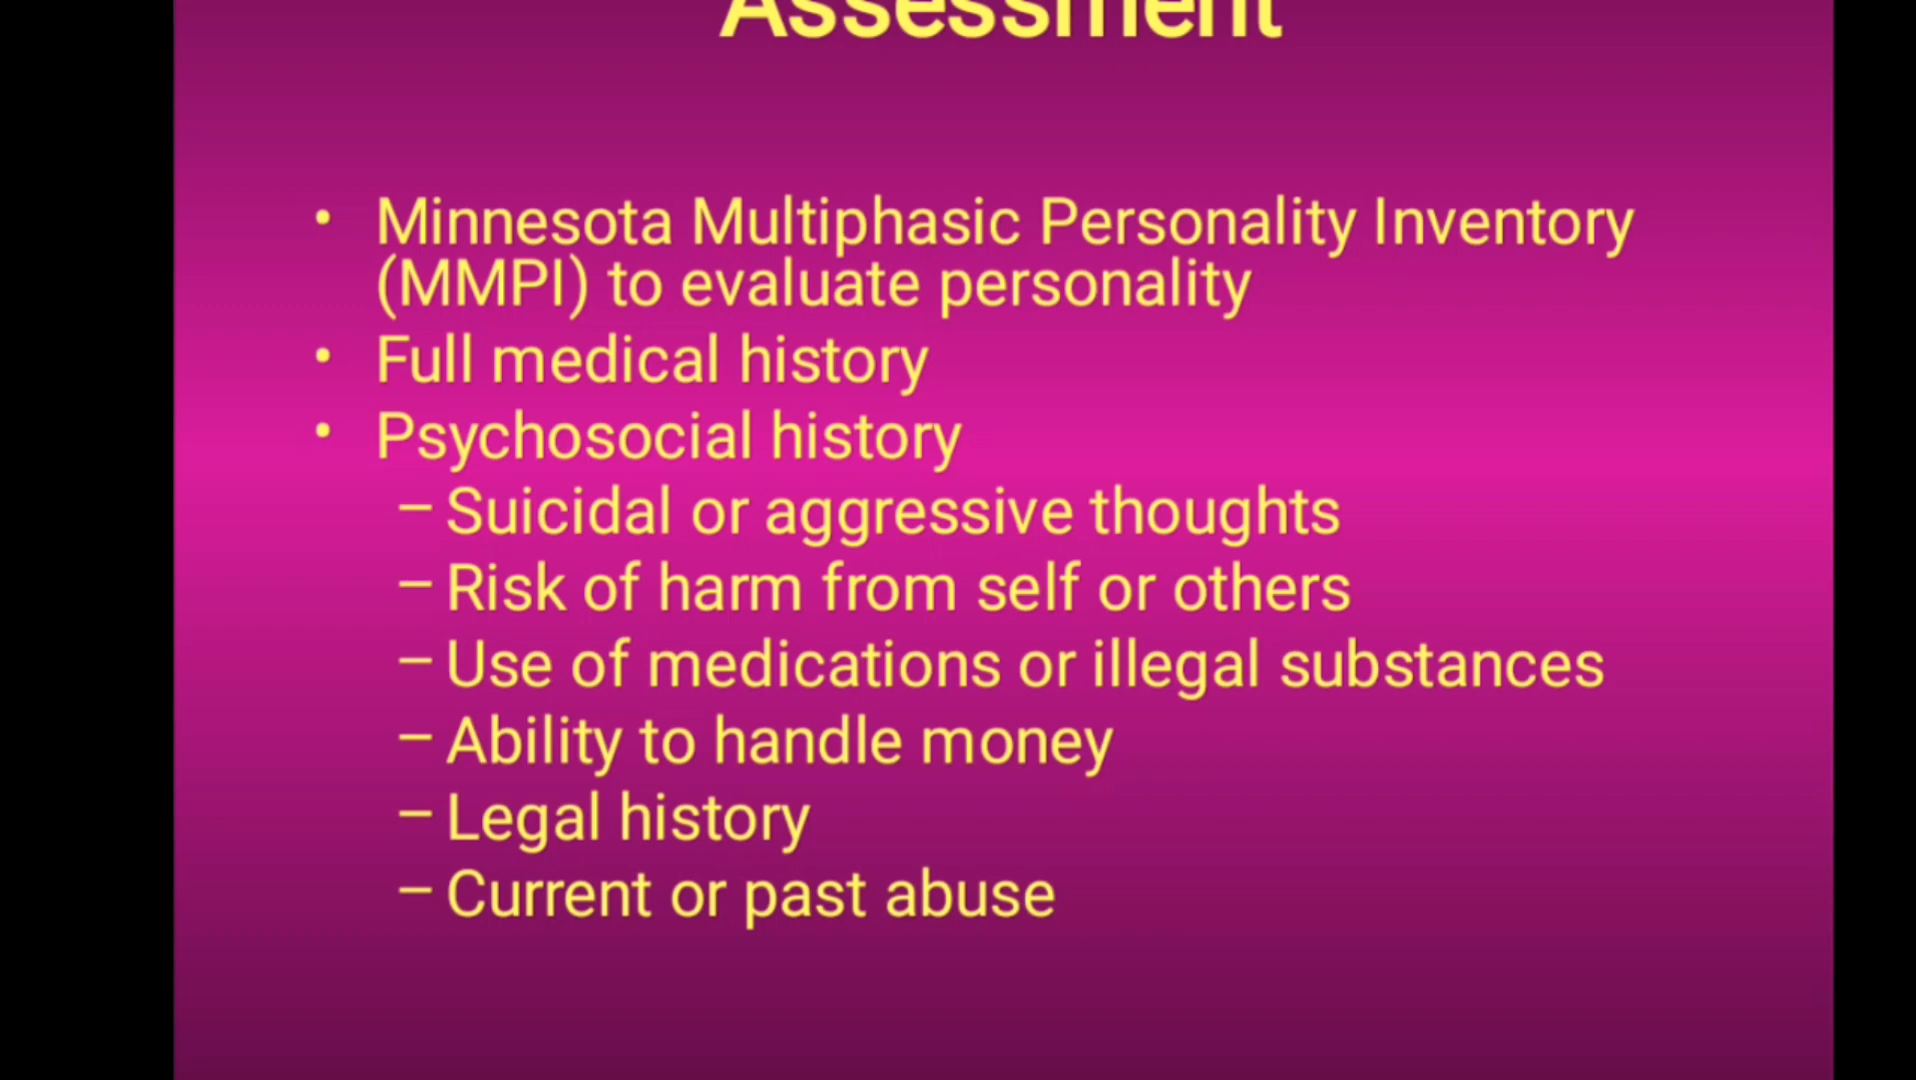 Assessment
• Minnesota Multiphasic Personality Inventory
(MMPI) to evaluate personality
• Full medical history
• Psychosocial history
– Suicidal or aggressive thoughts
– Risk of harm from self or others
– Use of medications or illegal substances
– Ability to handle money
– Legal history
– Current or past abuse